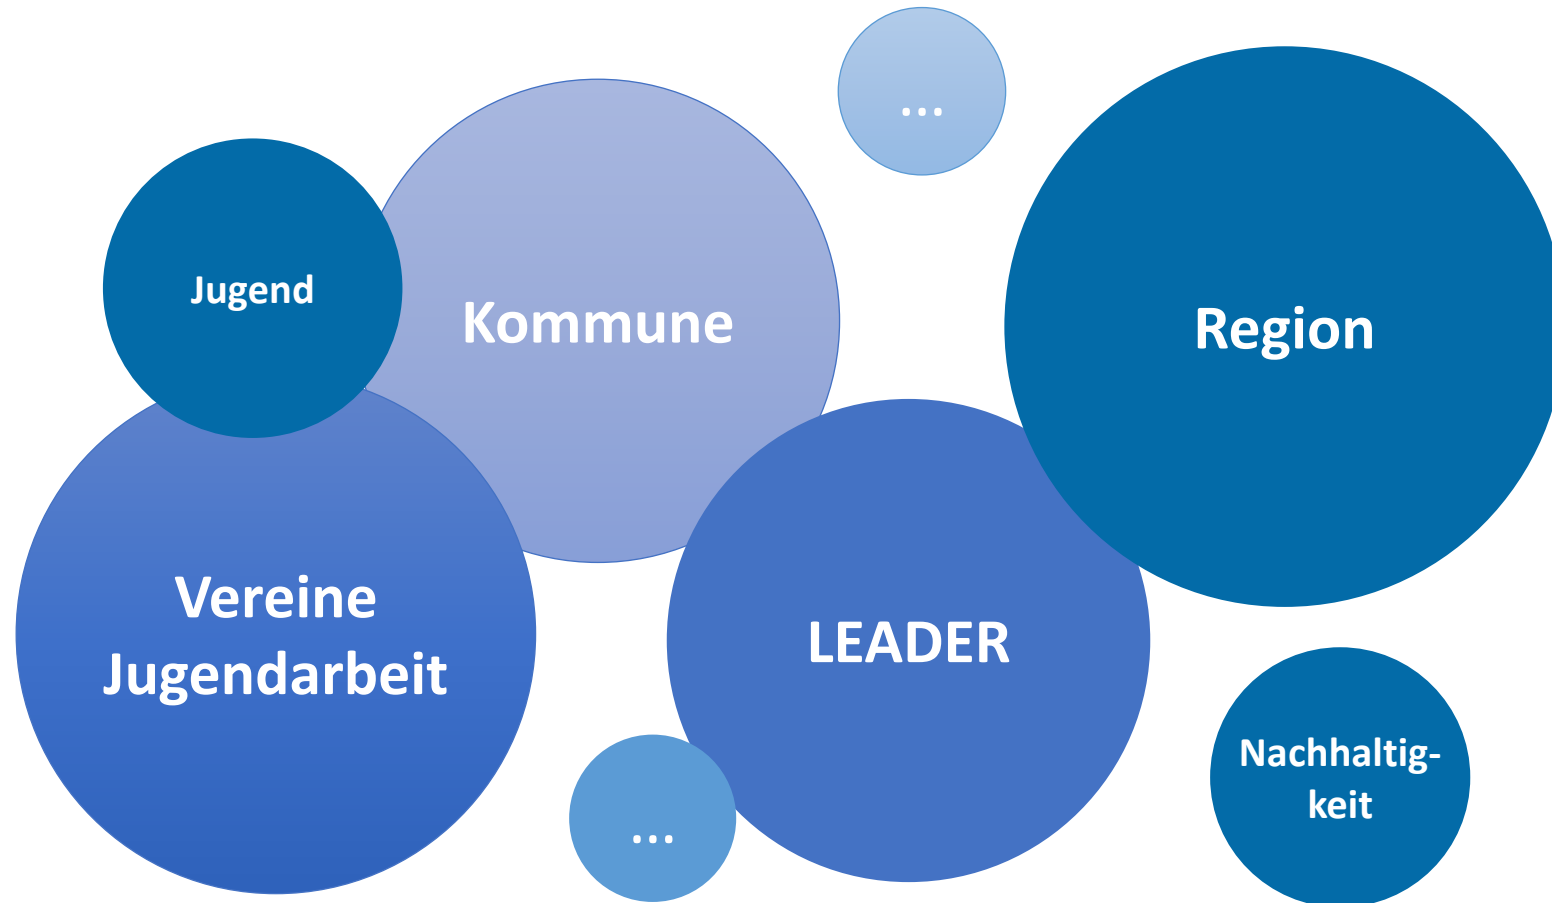 ...
Jugend
Kommune
Region
Vereine
Jugendarbeit
LEADER
Nachhaltig-
keit
...